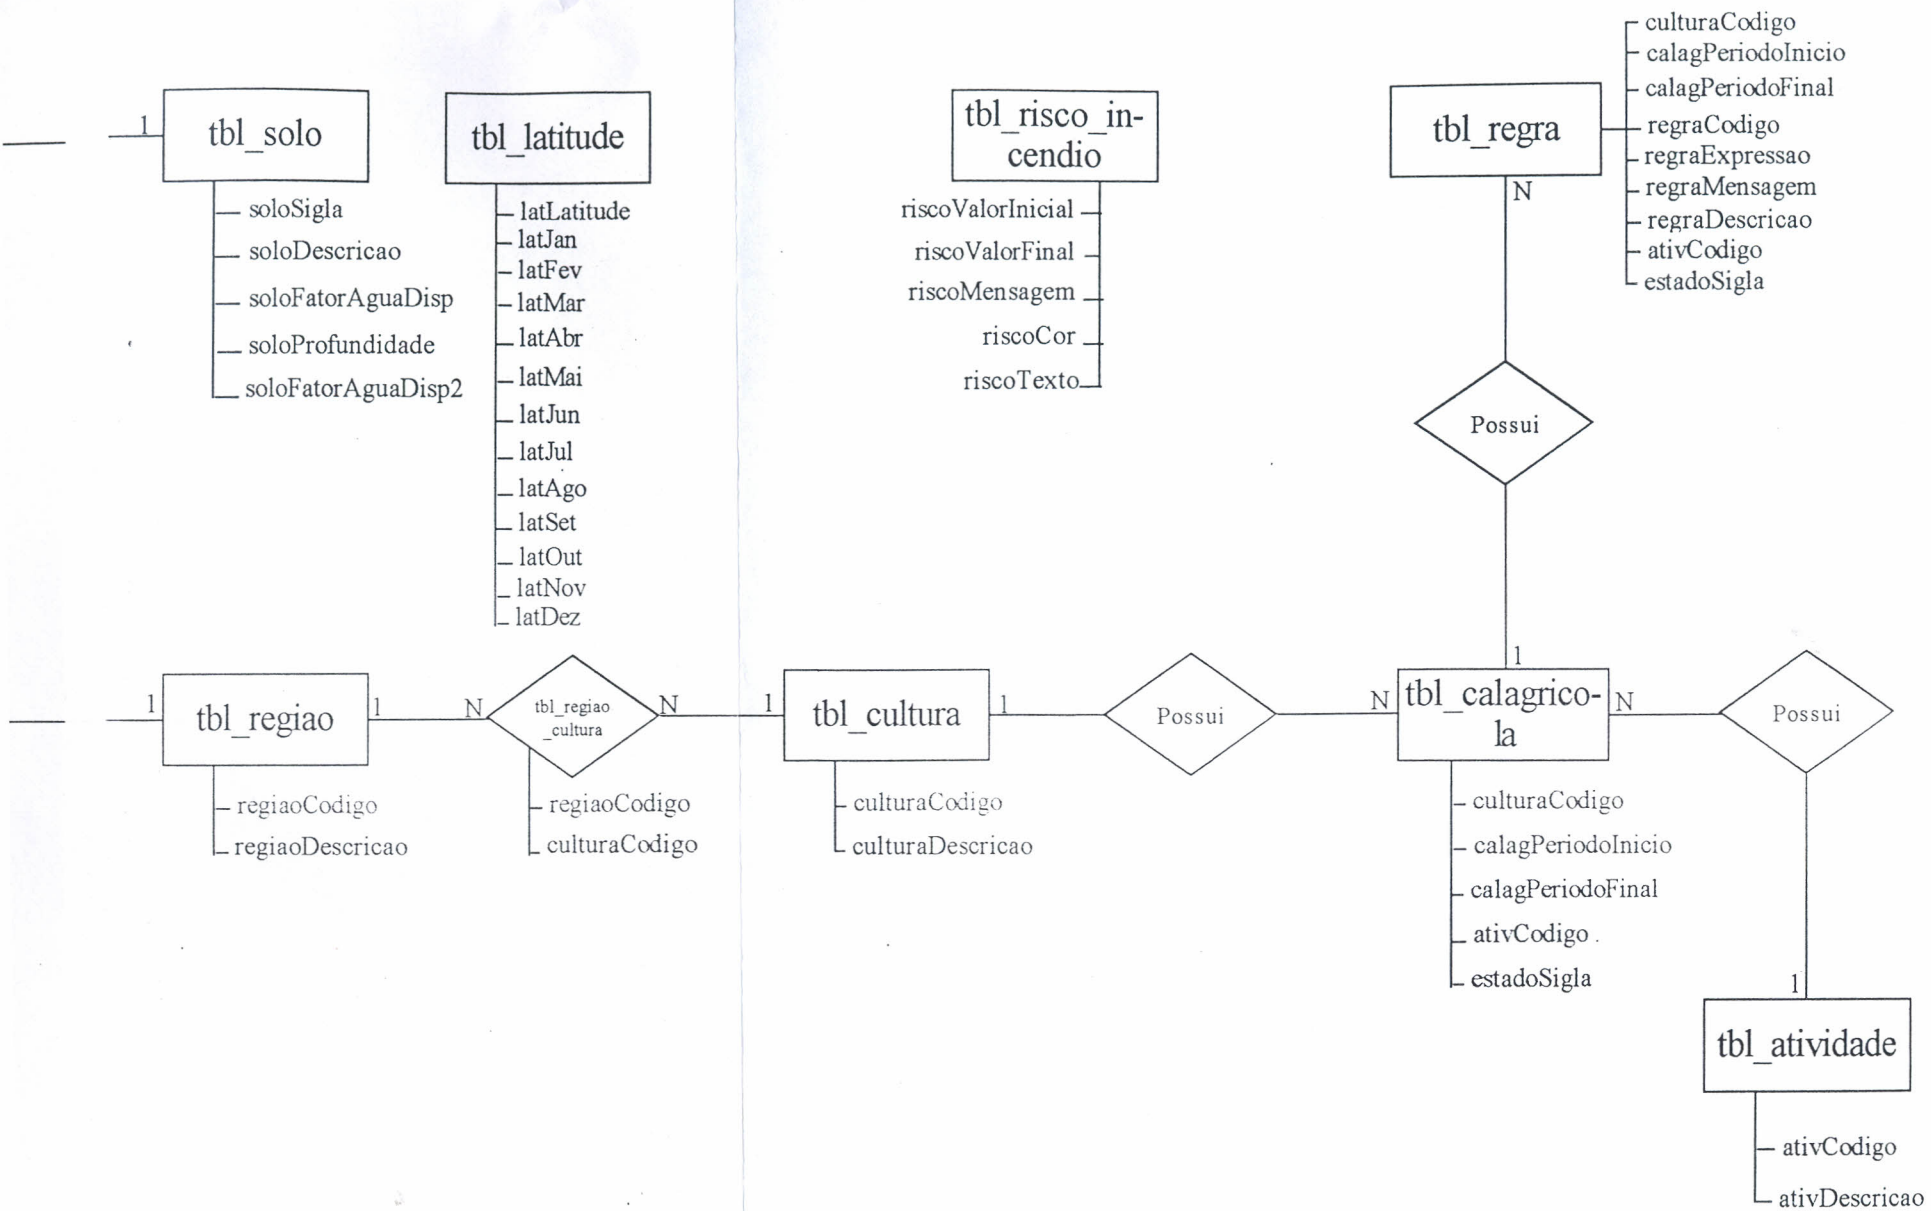 1
tbl_solo
soloSigla
soloDescricao
soloFatorAguaDisp
soloProfundidade
soloFatorAguaDisp2
tbl_latitude
latLatitude
latJan
latFev
latMar
latAbr
latMai
latJun
latJul
latAgo
latSet
latOut
latNov
latDez
tbl_risco_in-
cendio
riscoValorInicial
riscoValorFinal
riscoMensagem
riscoCor
riscoTexto
tbl_regra
culturaCodigo
calagPeriodoInicio
calagPeriodoFinal
regraCodigo
regraExpressao
regraMensagem
regraDescricao
ativCodigo
estadoSigla
N
Possui
1
1
tbl_regiao
1
regiaoCodigo
regiaoDescricao
N
tbl_regiao
_cultura
N
regiaoCodigo
culturaCodigo
1
tbl_cultura
1
culturaCodigo
culturaDescricao
Possui
N
tbl_calagrico-
la
N
culturaCodigo
calagPeriodoInicio
calagPeriodoFinal
ativCodigo
estadoSigla
Possui
1
tbl_atividade
ativCodigo
ativDescricao